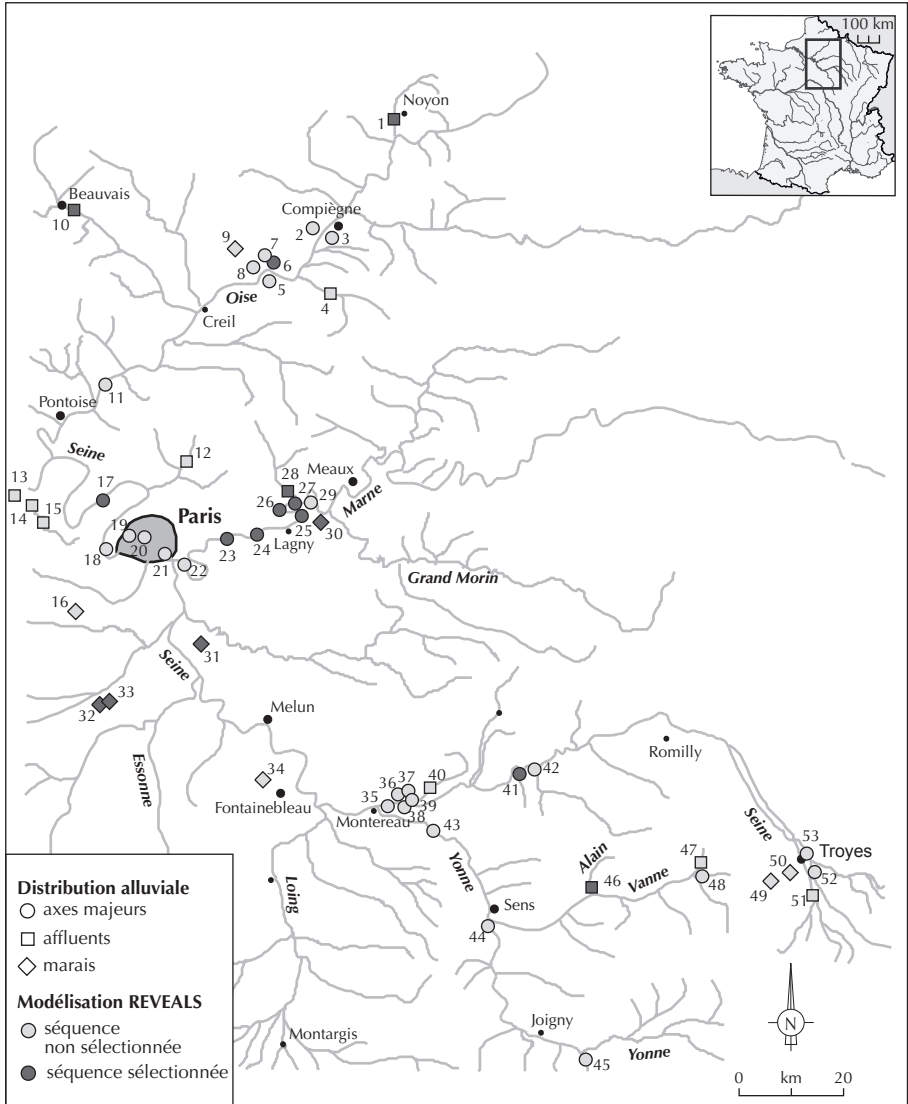 100 km
Noyon
1
Beauvais
10
Compiègne
2
3
9
7
6
8
5
Oise
4
Creil
11
Pontoise
Seine
12
13
17
14
15
Paris
19
20
18
21
22
23
24
Meaux
28
27
29
26
25
30
Marne
Lagny
Grand Morin
16
31
Seine
33
32
Melun
Essonne
34
Fontainebleau
37
40
36
35
39
38
Montereau
43
41
42
Romilly
Seine
Yonne
Loing
Alain
46
Vanne
47
48
53
Troyes
50
52
49
51
Sens
44
Distribution alluviale
axes majeurs
affluents
marais
Modélisation REVEALS
séquence
non sélectionnée
séquence sélectionnée
Montargis
Joigny
45
Yonne
N
0 km 20